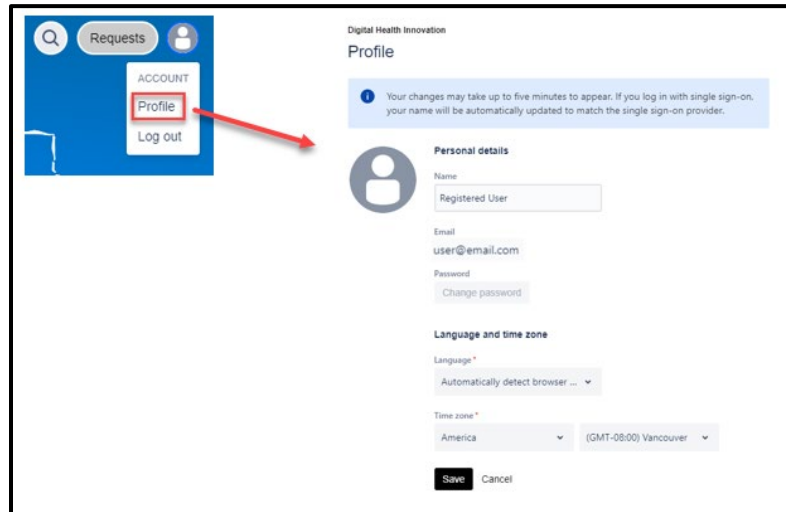 Requests
ACCOUNT
Profile
Log out
Digital Health Innovation
Profile
Your changes may take up to five minutes to appear. If you log in with single sign-on,
your name will be automatically updated to match the single sign-on provider.
Personal details
Name
Registered User
Email
user@email.com
Password
Change password
Language and time zone
Language *
Automatically detect browser ...
Time zone *
America
(GMT-08:00) Vancouver
Save Cancel